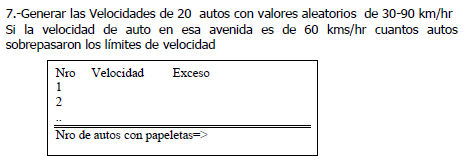 7.-Generar las Velocidades de 20 autos con valores aleatorios de 30-90 km/hr
Si la velocidad de auto en esa avenida es de 60 kms/hr cuantos autos
sobrepasaron los límites de velocidad
Nro Velocidad Exceso
1
2
..
Nro de autos con papeletas=>